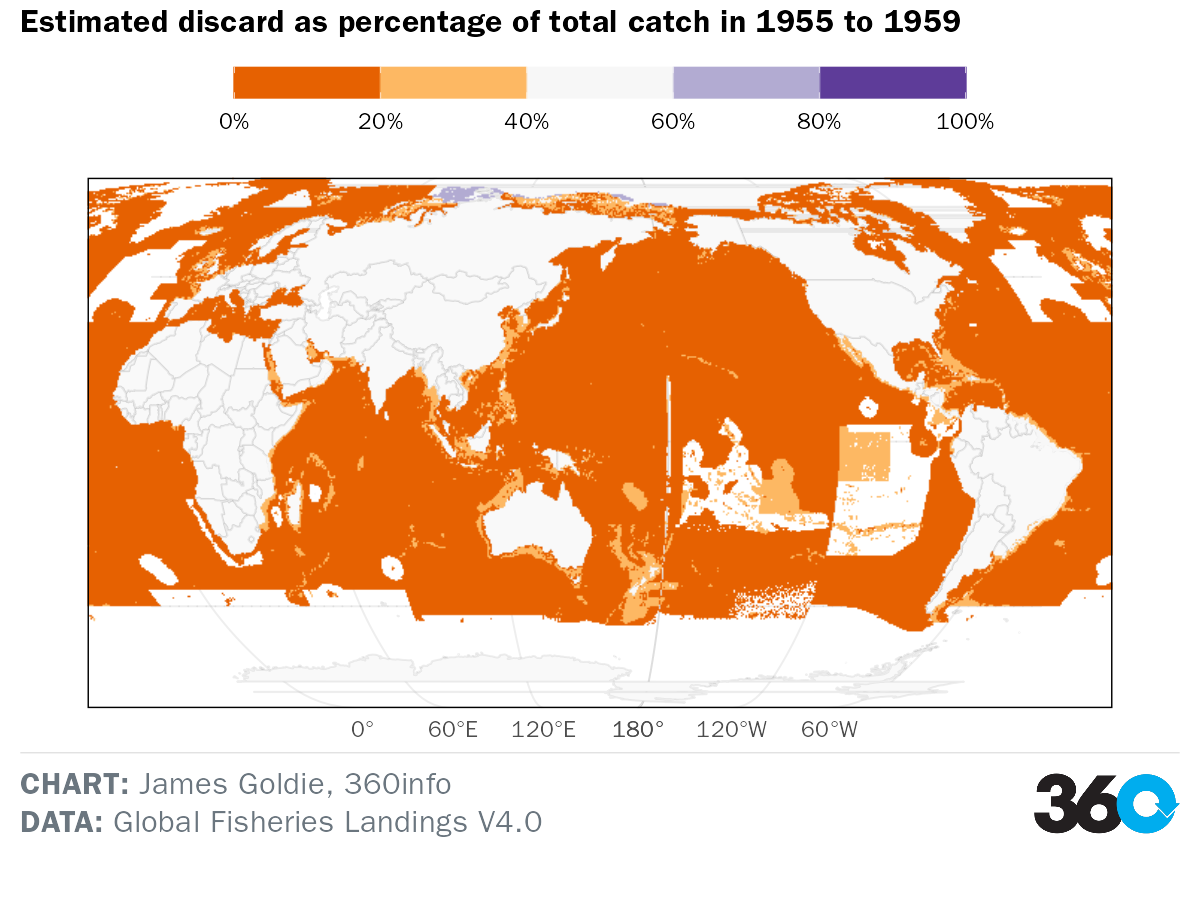 Estimated discard as percentage of total catch in 1955 to 1959
0% 20% 40% 60% 80% 100%
0° 60°E 120°E 180° 120°W 60°W
CHART: James Goldie, 360info
DATA: Global Fisheries Landings V4.0
360